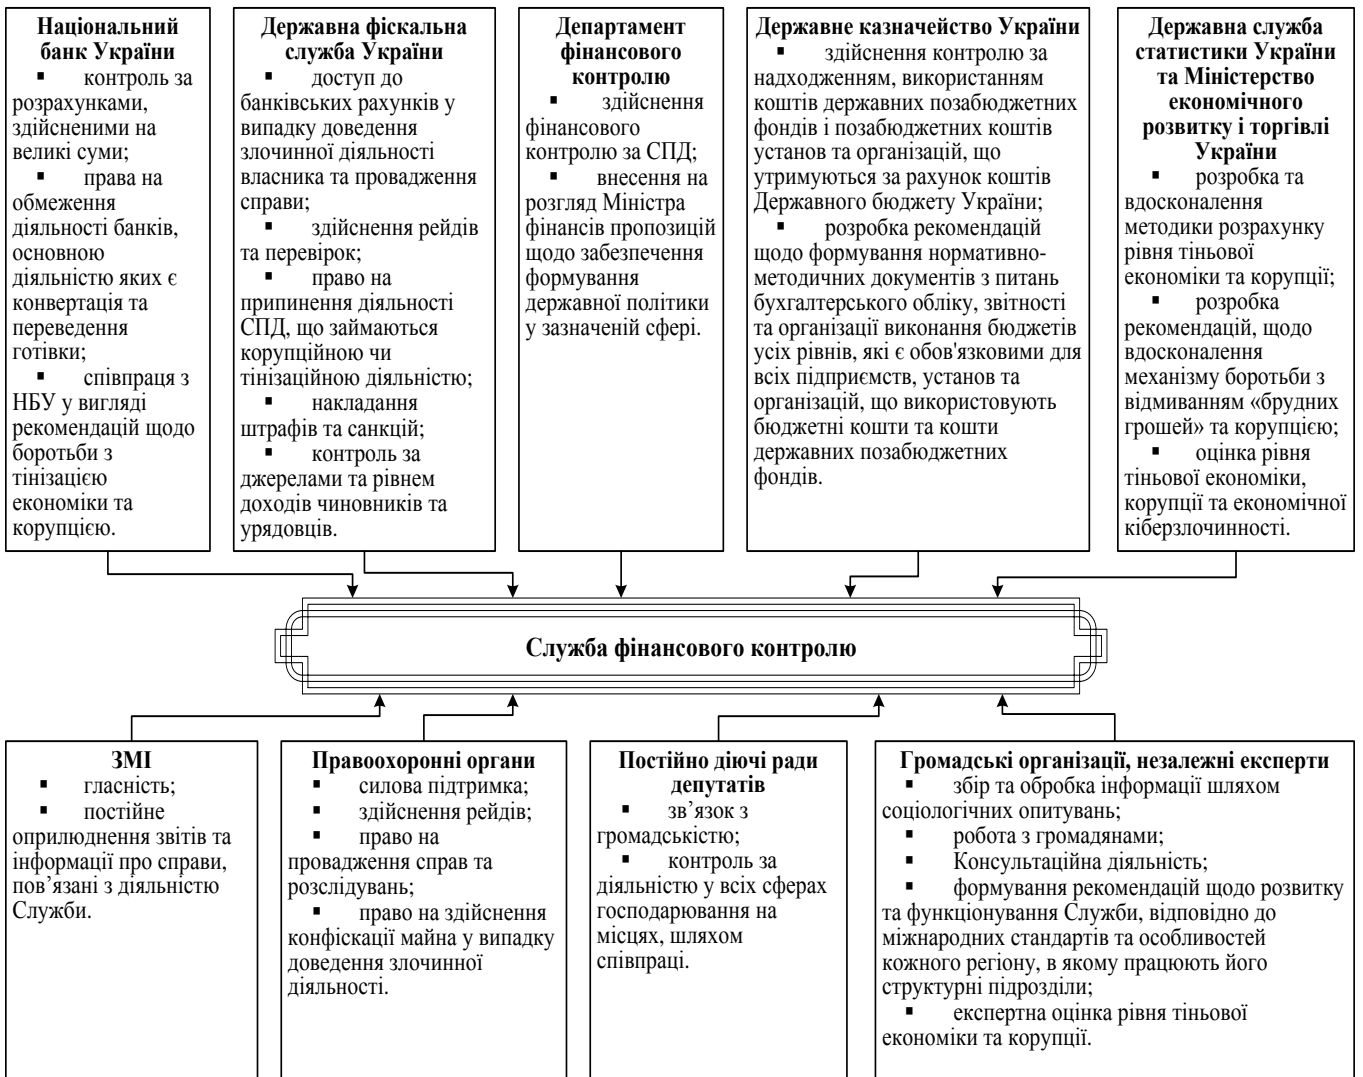 Національний
банк України
▪ контроль за
розрахунками,
здійсненими на
великі суми;
▪ права на
обмеження
діяльності банків,
основною
діяльністю яких є
конвертація та
переведення
готівки;
▪ співпраця з
НБУ у вигляді
рекомендацій щодо
боротьби з
тінізацією
економіки та
корупцією.
Державна фіскальна
служба України
▪ доступ до
банківських рахунків у
випадку доведення
злочинної діяльності
власника та провадження
справи;
▪ здійснення рейдів
та перевірок;
▪ право на
припинення діяльності
СПД, що займаються
корупційною чи
тінізаційною діяльністю;
▪ накладання
штрафів та санкцій;
▪ контроль за
джерелами та рівнем
доходів чиновників та
урядовців.
Департамент
фінансового
контролю
▪ здійснення
фінансового
контролю за СПД;
▪ внесення на
розгляд Міністра
фінансів пропозицій
щодо забезпечення
формування
державної політики
у зазначеній сфері.
Державне казначейство України
▪ здійснення контролю за
надходженням, використанням
коштів державних позабюджетних
фондів і позабюджетних коштів
установ та організацій, що
утримуються за рахунок коштів
Державного бюджету України;
▪ розробка рекомендацій
щодо формування нормативно-
методичних документів з питань
бухгалтерського обліку, звітності
та організації виконання бюджетів
усіх рівнів, які є обов'язковими для
всіх підприємств, установ та
організацій, що використовують
бюджетні кошти та кошти
державних позабюджетних
фондів.
Державна служба
статистики України
та Міністерство
економічного
розвитку і торгівлі
України
▪ розробка та
вдосконалення
методики розрахунку
рівня тіньової
економіки та корупції;
▪ розробка
рекомендацій, щодо
вдосконалення
механізму боротьби з
відмиванням «брудних
грошей» та корупцією;
▪ оцінка рівня
тіньової економіки,
корупції та економічної
кіберзлочинності.
Служба фінансового контролю
ЗМІ
▪ гласність;
▪ постійне
оприлюднення звітів та
інформації про справи,
пов’язані з діяльністю
Служби.
Правоохоронні органи
▪ силова підтримка;
▪ здійснення рейдів;
▪ право на
провадження справ та
розслідувань;
▪ право на здійснення
конфіскації майна у випадку
доведення злочинної
діяльності.
Постійно діючі ради
депутатів
▪ зв’язок з
громадськістю;
▪ контроль за
діяльністю у всіх сферах
господарювання на
місцях, шляхом
співпраці.
Громадські організації, незалежні експерти
▪ збір та обробка інформації шляхом
соціологічних опитувань;
▪ робота з громадянами;
▪ Консультаційна діяльність;
▪ формування рекомендацій щодо розвитку
та функціонування Служби, відповідно до
міжнародних стандартів та особливостей
кожного регіону, в якому працюють його
структурні підрозділи;
▪ експертна оцінка рівня тіньової
економіки та корупції.